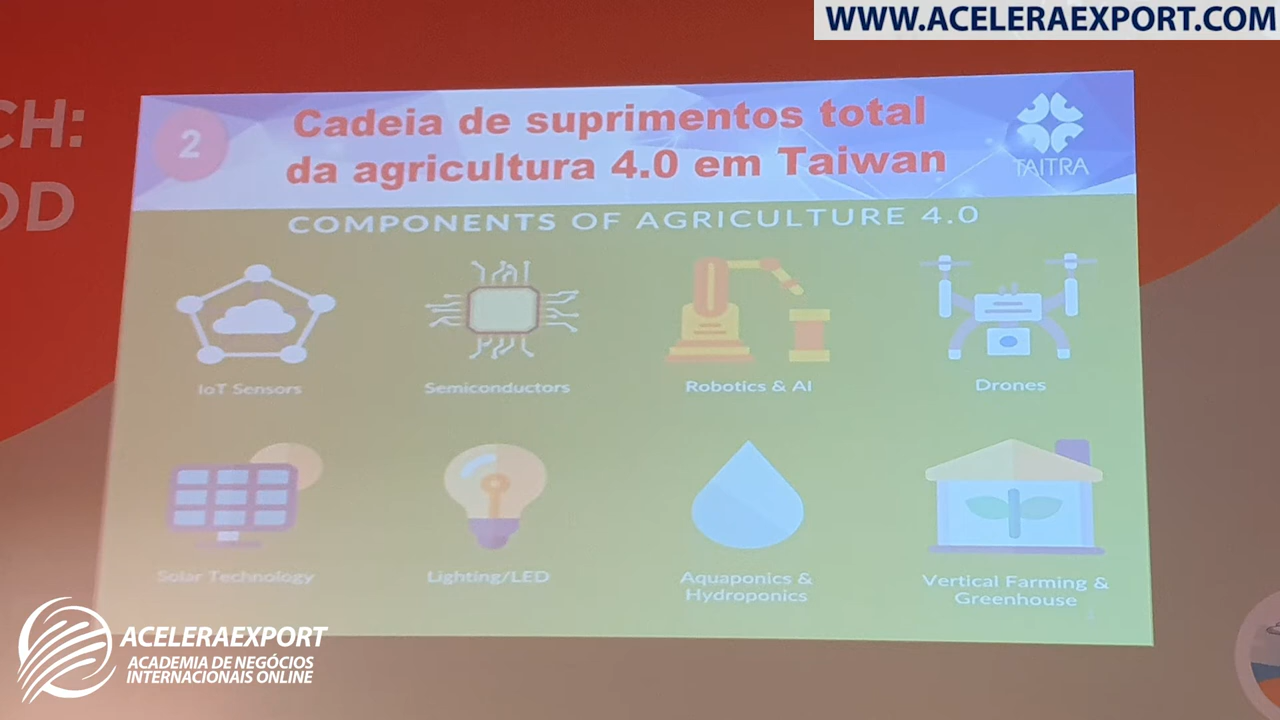 WWW.ACELERAEXPORT.COM
CH:
OD
2
Cadeia de suprimentos total
da agricultura 4.0 em Taiwan
TAITRA
COMPONENTS OF AGRICULTURE 4.0
IoT Sensors
Semiconductors
Robotics & AI
Drones
Solar Technology
Lighting/LED
Aquaponics &
Hydroponics
Vertical Farming &
Greenhouse
ACELERAEXPORT
ACADEMIA DE NEGÓCIOS
INTERNACIONAIS ONLINE